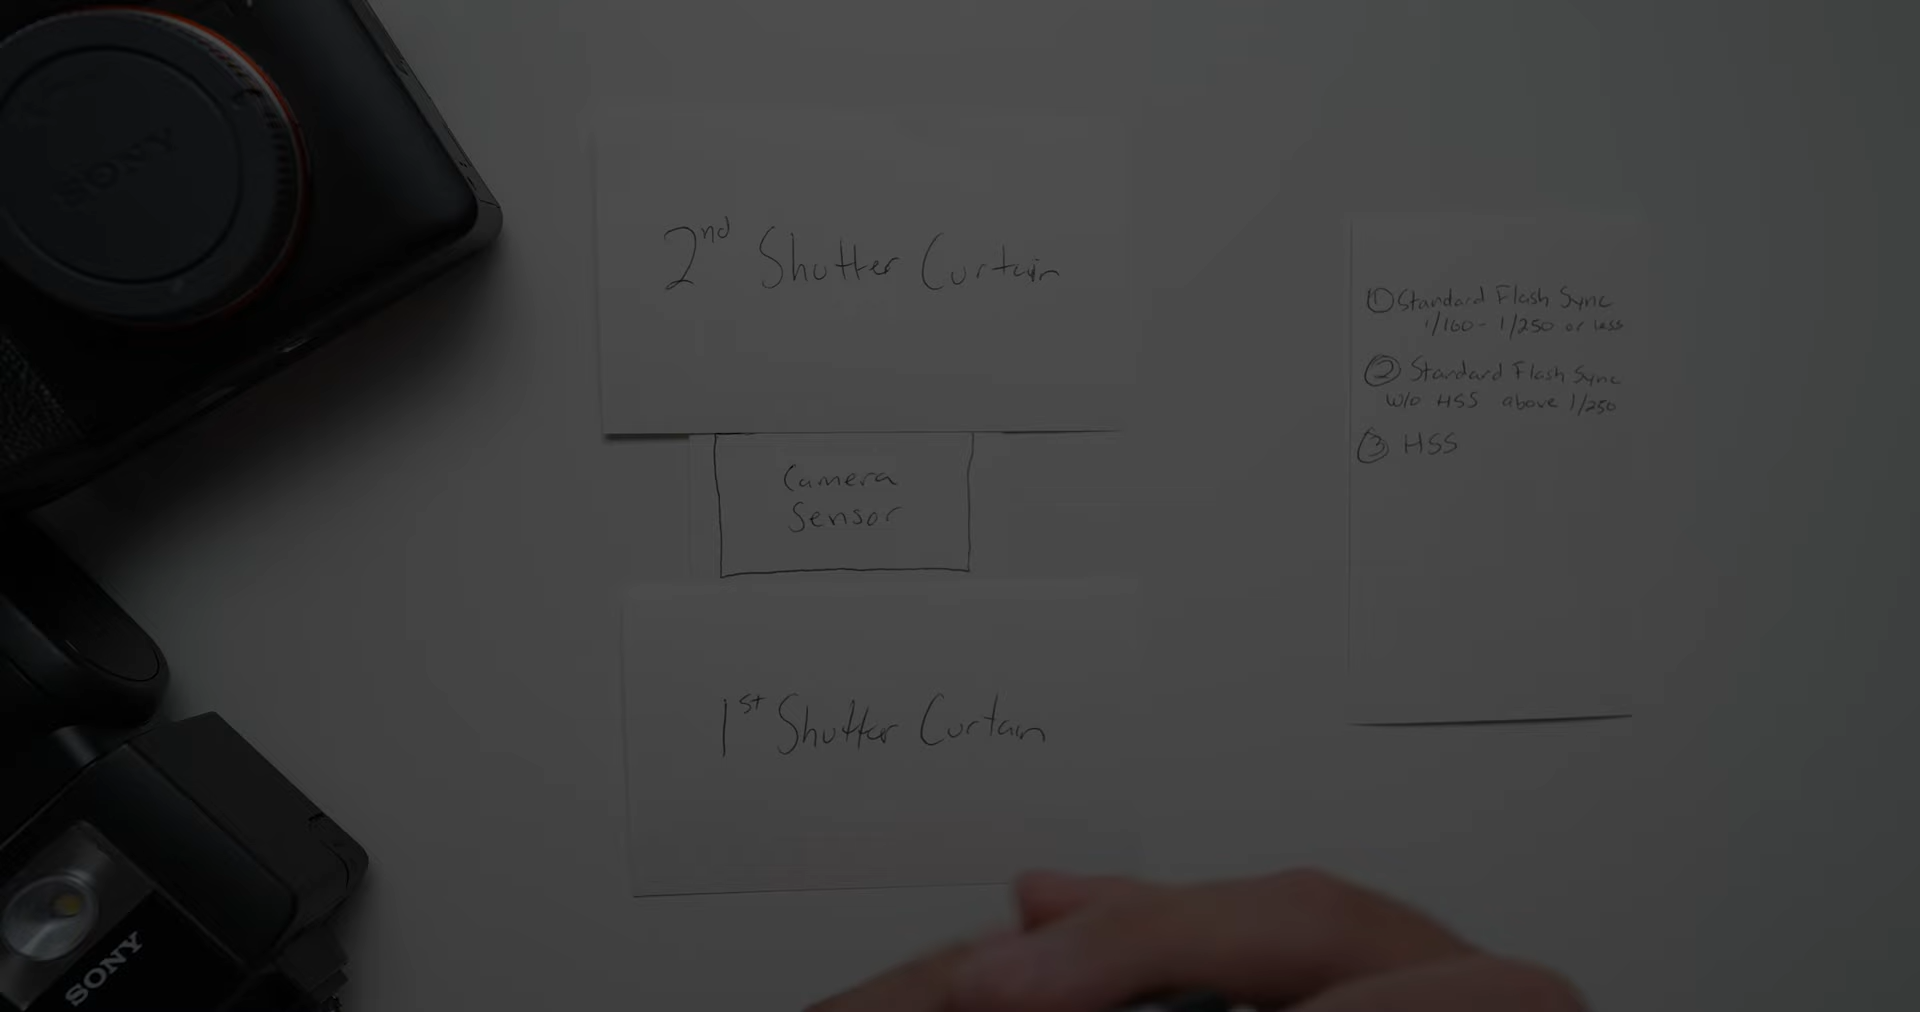 SONY
2nd Shutter Curtain
Camera
Sensor
1st Shutter Curtain
① Standard Flash Sync
1/160 - 1/250 or less
② Standard Flash Sync
w/o HSS above 1/250
③ HSS
SONY